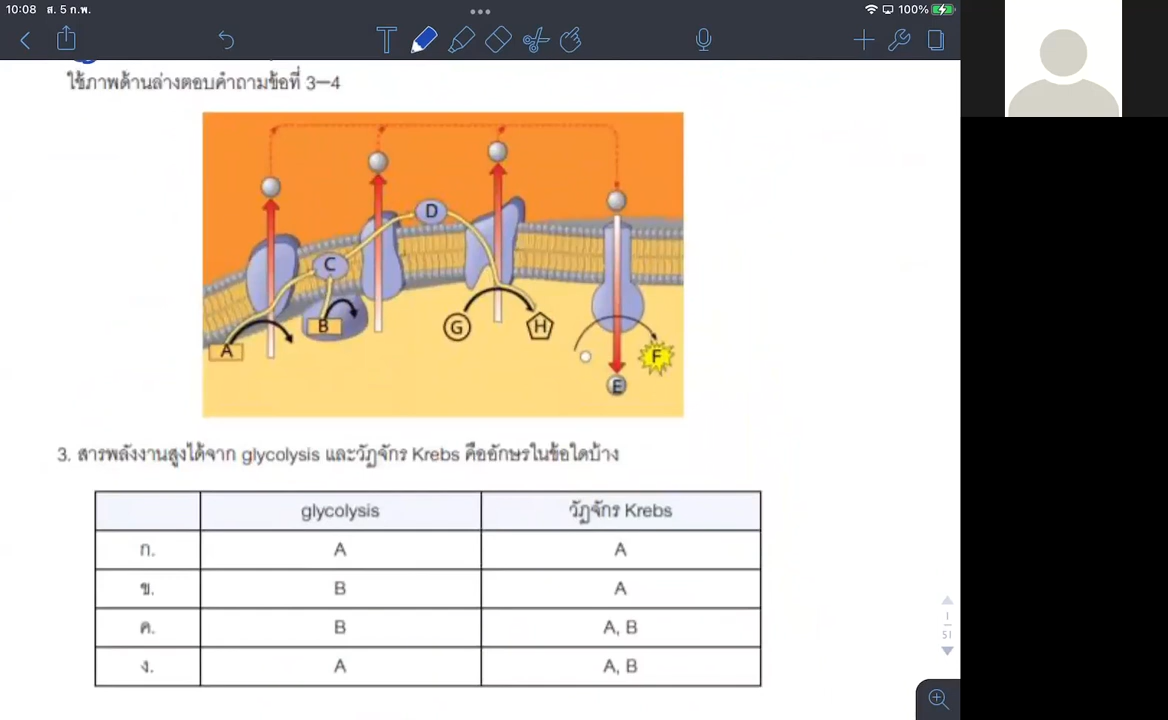 10:08 ส. 5 ก.พ.
100%
ใช้ภาพด้านล่างตอบคำถามข้อที่ 3–4
D
C
B
A
G
H
F
E
3. สารพลังงานสูงได้จาก glycolysis และวัฏจักร Krebs คืออักษรในข้อใดบ้าง
glycolysis วัฏจักร Krebs
ก. A A
ข. B A
ค. B A, B
ง. A A, B